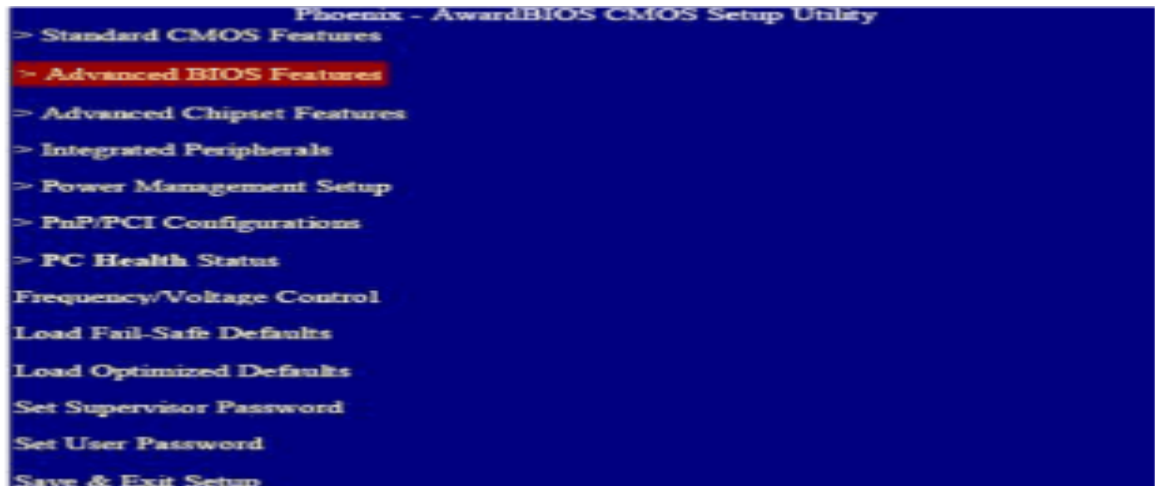 Phoenix - AwardBIOS CMOS Setup Utility
> Standard CMOS Features
> Advanced BIOS Features
> Advanced Chipset Features
> Integrated Peripherals
> Power Management Setup
> PnP/PCI Configurations
> PC Health Status
Frequency/Voltage Control
Load Fail-Safe Defaults
Load Optimized Defaults
Set Supervisor Password
Set User Password
Save & Exit Setup